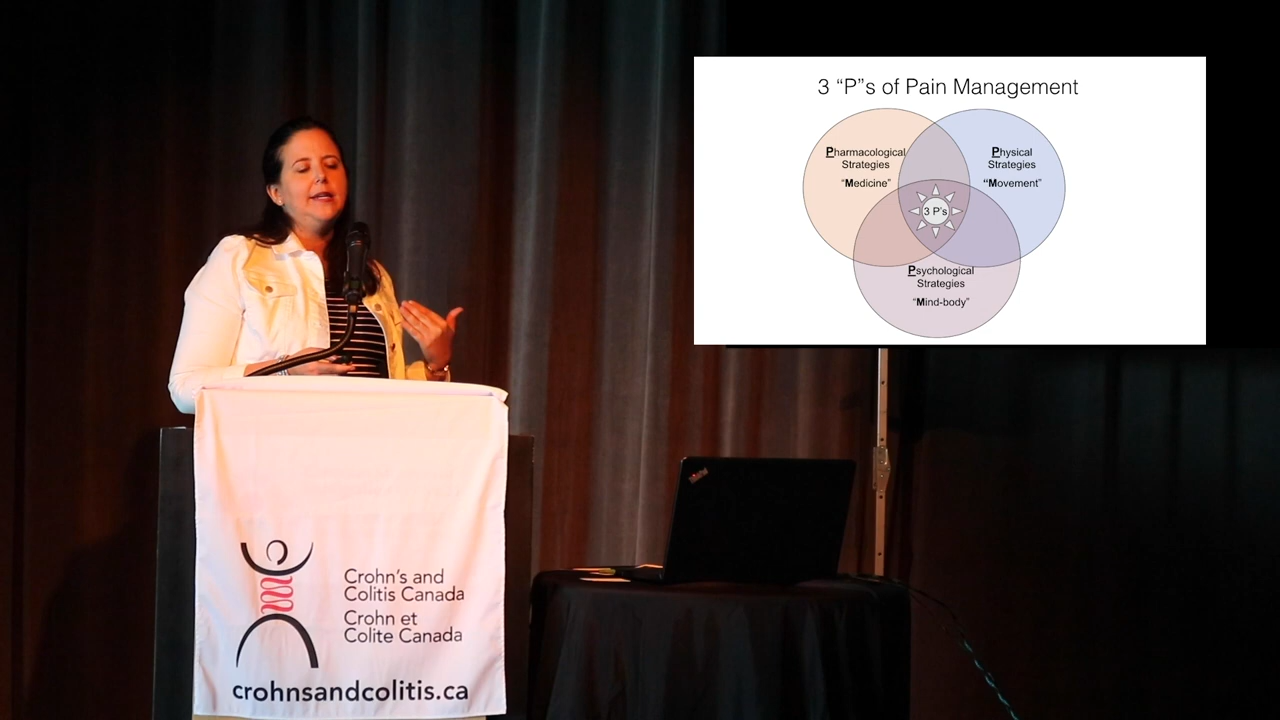 3 “P”s of Pain Management
Pharmacological
Strategies
“Medicine”
Physical
Strategies
“Movement”
3 P's
Psychological
Strategies
“Mind-body”
Crohn's and
Colitis Canada
Crohn et
Colite Canada
crohnsandcolitis.ca